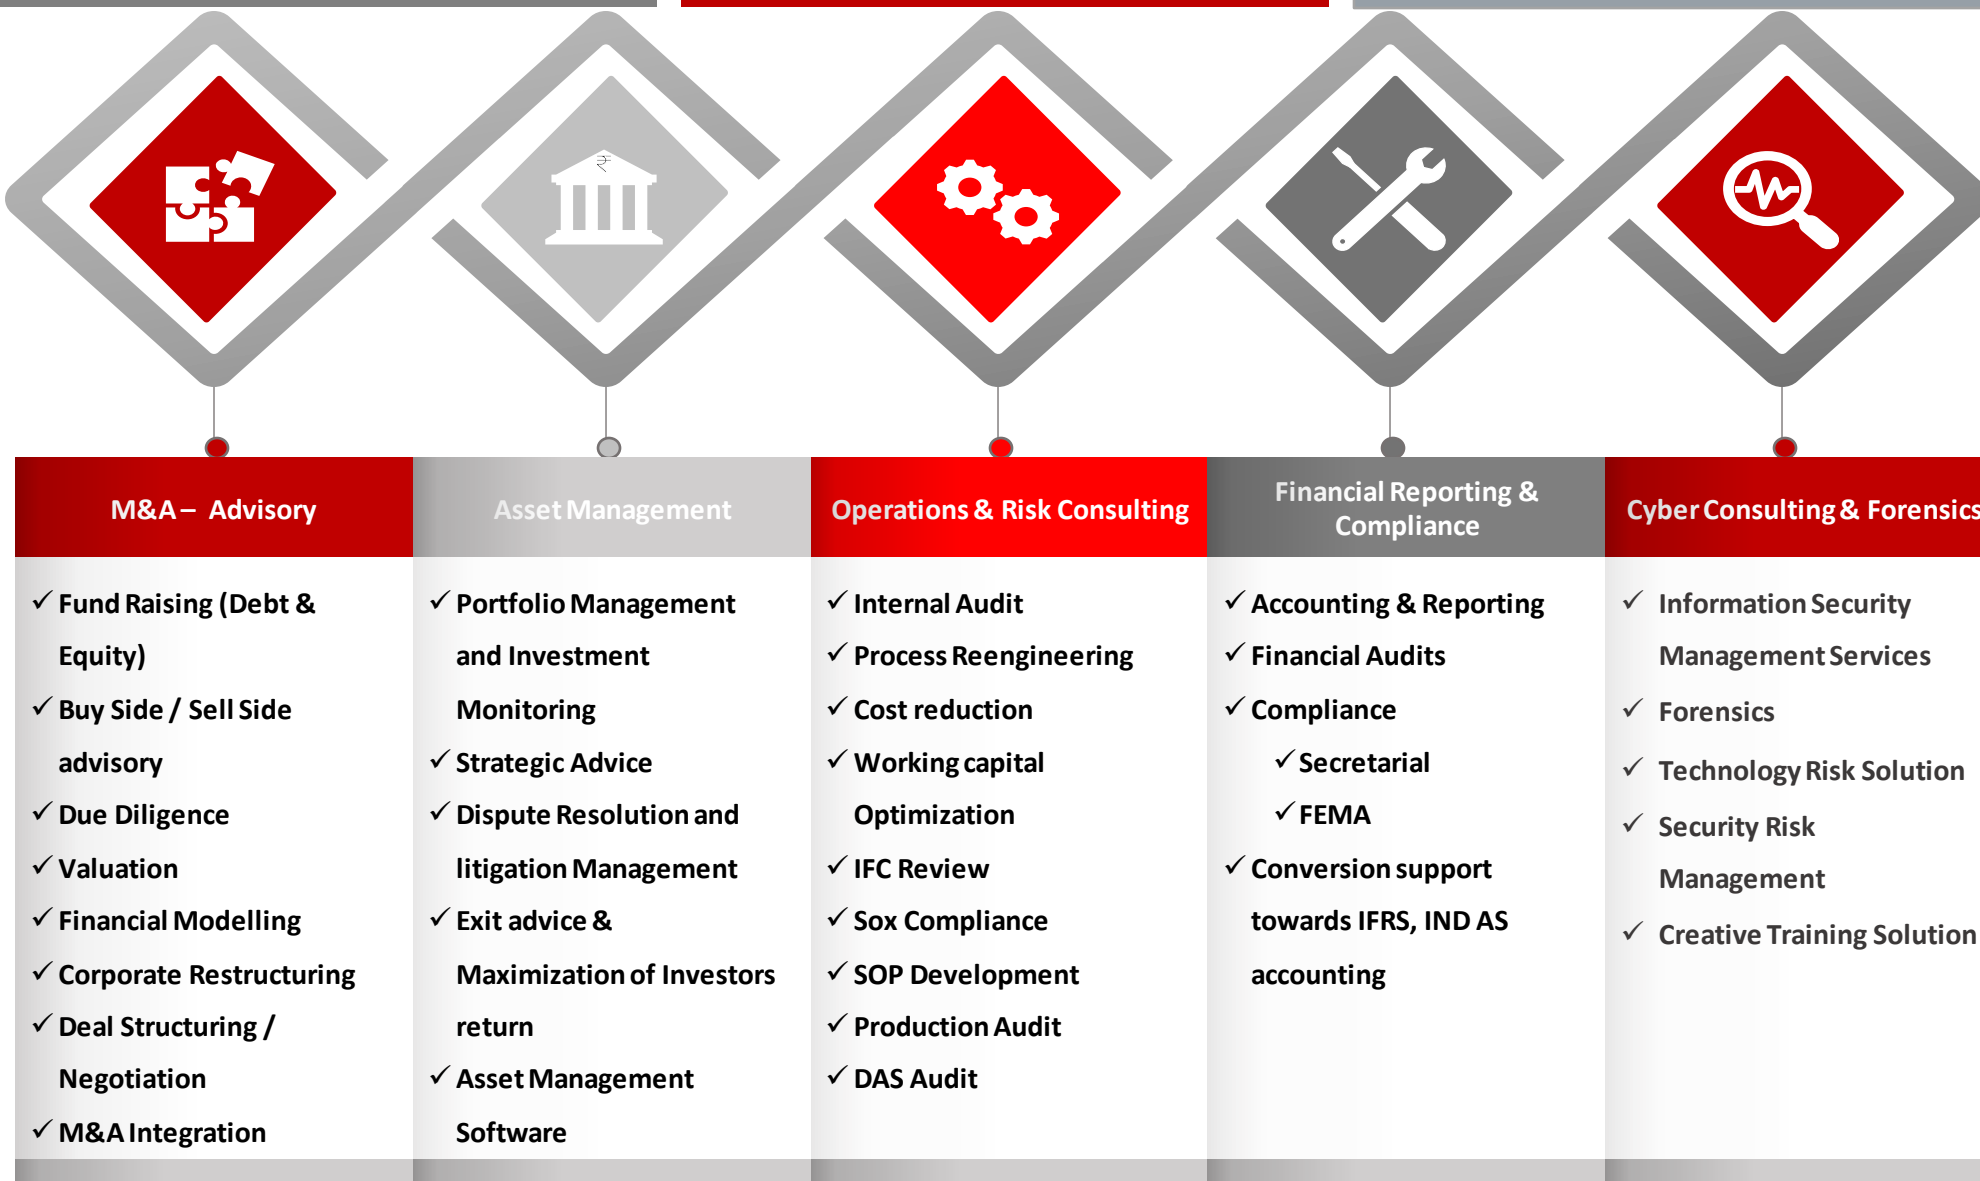 ₹
M&A – Advisory
Fund Raising (Debt &
Equity)
Buy Side / Sell Side
advisory
Due Diligence
Valuation
Financial Modelling
Corporate Restructuring
Deal Structuring /
Negotiation
M&A Integration
Asset Management
Portfolio Management
and Investment
Monitoring
Strategic Advice
Dispute Resolution and
litigation Management
Exit advice &
Maximization of Investors
return
Asset Management
Software
Operations & Risk Consulting
Internal Audit
Process Reengineering
Cost reduction
Working capital
Optimization
IFC Review
Sox Compliance
SOP Development
Production Audit
DAS Audit
Financial Reporting &
Compliance
Accounting & Reporting
Financial Audits
Compliance
Secretarial
FEMA
Conversion support
towards IFRS, IND AS
accounting
Cyber Consulting & Forensics
Information Security
Management Services
Forensics
Technology Risk Solution
Security Risk
Management
Creative Training Solution